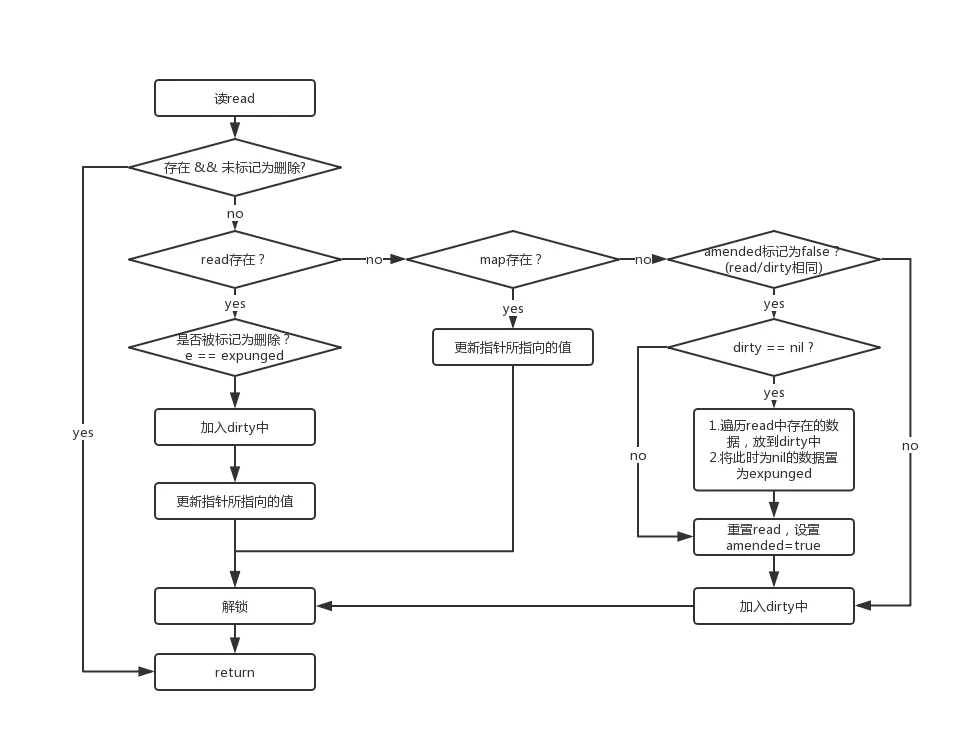 读read
存在 && 未标记为删除?
no
read存在？
no
map存在？
no
amended标记为false？
(read/dirty相同)
yes
是否被标记为删除？
e == expunged
yes
更新指针所指向的值
yes
dirty == nil？
yes
加入dirty中
1.遍历read中存在的数
据，放到dirty中
2.将此时为nil的数据置
为expunged
yes
no
no
更新指针所指向的值
重置read，设置
amended=true
解锁
加入dirty中
return